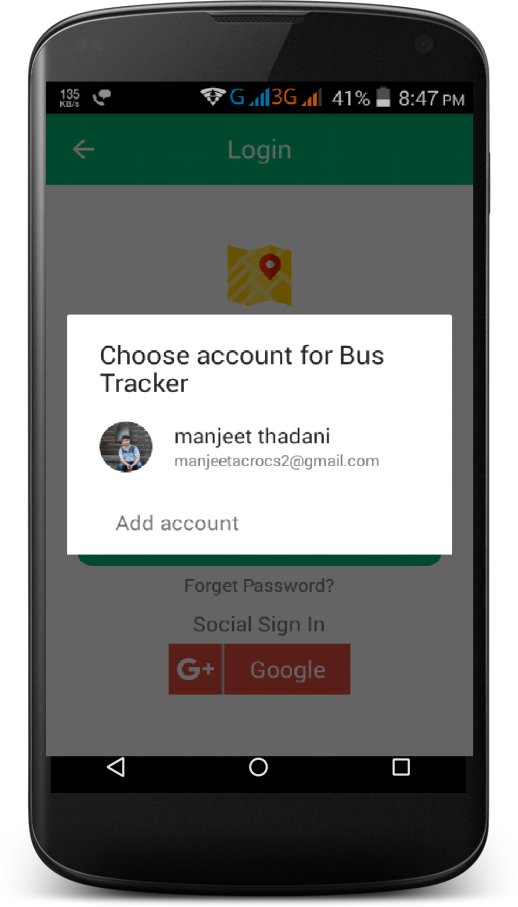 135
KB/s
G 3G 41% 8:47 PM
Login
Choose account for Bus
Tracker
manjeet thadani
manjeetacrocs2@gmail.com
Add account
Forget Password?
Social Sign In
G+ Google